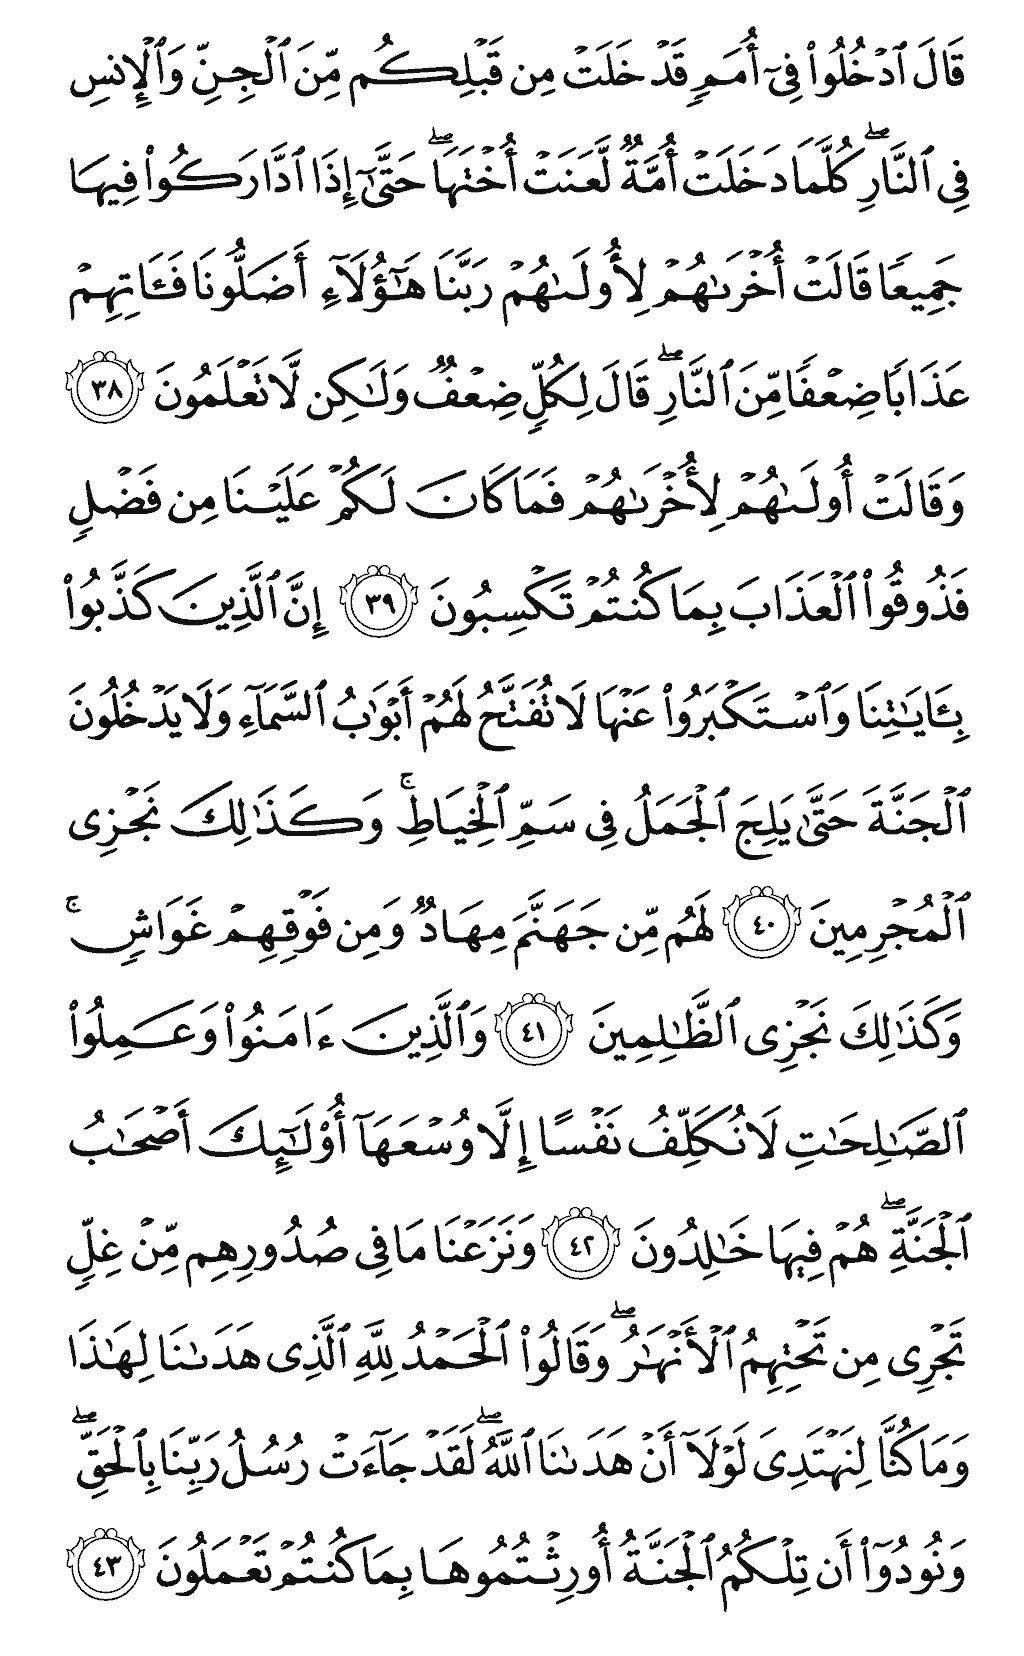 قَالَ ٱدۡخُلُواْ فِيٓ أُمَمٖ قَدۡ خَلَتۡ مِن قَبۡلِكُم مِّنَ ٱلۡجِنِّ وَٱلۡإِنسِ
فِي ٱلنَّارِۖ كُلَّمَا دَخَلَتۡ أُمَّةٞ لَّعَنَتۡ أُخۡتَهَاۖ حَتَّىٰٓ إِذَا ٱدَّارَكُواْ فِيهَا
جَمِيعٗا قَالَتۡ أُخۡرَىٰهُمۡ لِأُولَىٰهُمۡ رَبَّنَا هَٰٓؤُلَآءِ أَضَلُّونَا فَـَٔاتِهِمۡ
عَذَابٗا ضِعۡفٗا مِّنَ ٱلنَّارِۖ قَالَ لِكُلّٖ ضِعۡفٞ وَلَٰكِن لَّا تَعۡلَمُونَ ٣٨
وَقَالَتۡ أُولَىٰهُمۡ لِأُخۡرَىٰهُمۡ فَمَا كَانَ لَكُمۡ عَلَيۡنَا مِن فَضۡلٖ
فَذُوقُواْ ٱلۡعَذَابَ بِمَا كُنتُمۡ تَكۡسِبُونَ ٣٩ إِنَّ ٱلَّذِينَ كَذَّبُواْ
بِـَٔايَٰتِنَا وَٱسۡتَكۡبَرُواْ عَنۡهَا لَا تُفَتَّحُ لَهُمۡ أَبۡوَٰبُ ٱلسَّمَآءِ وَلَا يَدۡخُلُونَ
ٱلۡجَنَّةَ حَتَّىٰ يَلِجَ ٱلۡجَمَلُ فِي سَمِّ ٱلۡخِيَاطِۚ وَكَذَٰلِكَ نَجۡزِي
ٱلۡمُجۡرِمِينَ ٤٠ لَهُم مِّن جَهَنَّمَ مِهَادٞ وَمِن فَوۡقِهِمۡ غَوَاشٖۚ
وَكَذَٰلِكَ نَجۡزِي ٱلظَّٰلِمِينَ ٤١ وَٱلَّذِينَ ءَامَنُواْ وَعَمِلُواْ
ٱلصَّٰلِحَٰتِ لَا نُكَلِّفُ نَفۡسًا إِلَّا وُسۡعَهَآ أُوْلَٰٓئِكَ أَصۡحَٰبُ
ٱلۡجَنَّةِۖ هُمۡ فِيهَا خَٰلِدُونَ ٤٢ وَنَزَعۡنَا مَا فِي صُدُورِهِم مِّنۡ غِلّٖ
تَجۡرِي مِن تَحۡتِهِمُ ٱلۡأَنۡهَٰرُۖ وَقَالُواْ ٱلۡحَمۡدُ لِلَّهِ ٱلَّذِي هَدَىٰنَا لِهَٰذَا
وَمَا كُنَّا لِنَهۡتَدِيَ لَوۡلَآ أَنۡ هَدَىٰنَا ٱللَّهُۖ لَقَدۡ جَآءَتۡ رُسُلُ رَبِّنَا بِٱلۡحَقِّۖ
وَنُودُوٓاْ أَن تِلۡكُمُ ٱلۡجَنَّةُ أُورِثۡتُمُوهَا بِمَا كُنتُمۡ تَعۡمَلُونَ ٤٣